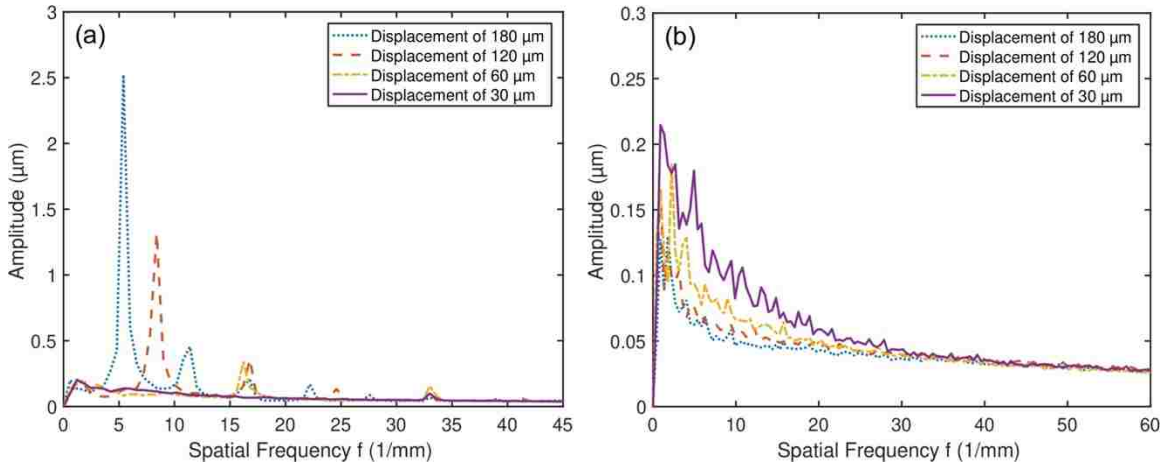 (a)
Displacement of 180 µm
Displacement of 120 µm
Displacement of 60 µm
Displacement of 30 µm
3
2.5
2
1.5
1
0.5
0
Amplitude (µm)
0 5 10 15 20 25 30 35 40 45
Spatial Frequency f (1/mm)
(b)
Displacement of 180 µm
Displacement of 120 µm
Displacement of 60 µm
Displacement of 30 µm
0.3
0.25
0.2
0.15
0.1
0.05
0
Amplitude (µm)
0 10 20 30 40 50 60
Spatial Frequency f (1/mm)